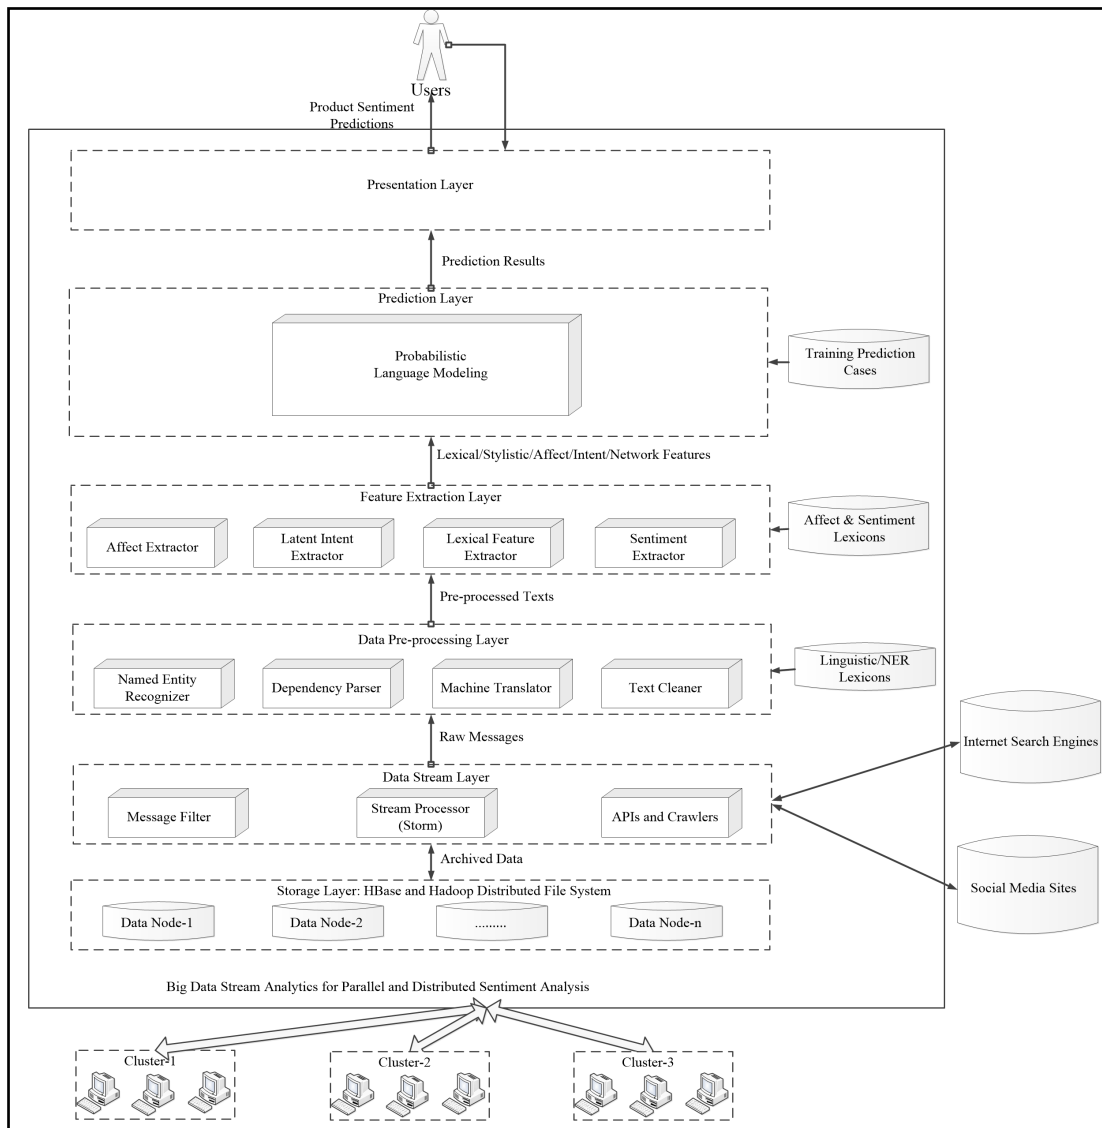 Users
Product Sentiment
Predictions
Presentation Layer
Prediction Results
Prediction Layer
Probabilistic
Language Modeling
Training Prediction
Cases
Lexical/Stylistic/Affect/Intent/Network Features
Feature Extraction Layer
Affect Extractor
Latent Intent
Extractor
Lexical Feature
Extractor
Sentiment
Extractor
Affect & Sentiment
Lexicons
Pre-processed Texts
Data Pre-processing Layer
Named Entity
Recognizer
Dependency Parser
Machine Translator
Text Cleaner
Linguistic/NER
Lexicons
Raw Messages
Internet Search Engines
Data Stream Layer
Message Filter
Stream Processor
(Storm)
APIs and Crawlers
Archived Data
Social Media Sites
Storage Layer: HBase and Hadoop Distributed File System
Data Node-1
Data Node-2
.........
Data Node-n
Big Data Stream Analytics for Parallel and Distributed Sentiment Analysis
Cluster-1
Cluster-2
Cluster-3